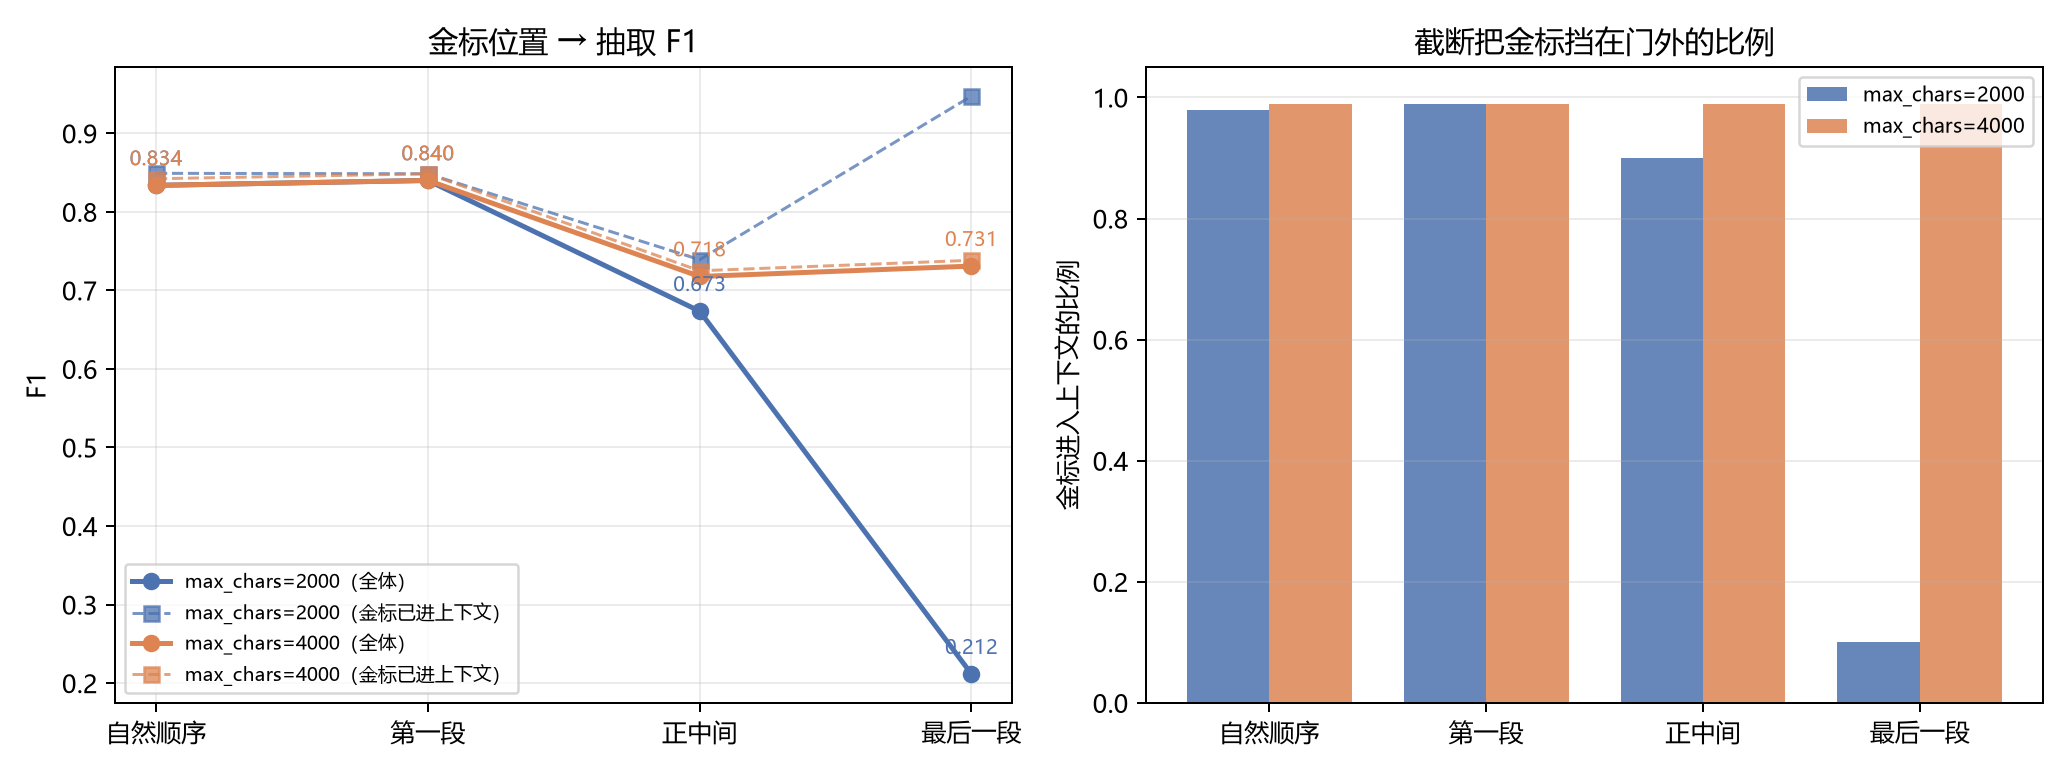 金标位置 → 抽取 F1
0.9
0.8
0.7
0.6
0.5
0.4
0.3
0.2
F1
0.834
0.840
0.718
0.673
0.731
0.212
max_chars=2000 (全体)
max_chars=2000 (金标已进上下文)
max_chars=4000 (全体)
max_chars=4000 (金标已进上下文)
自然顺序
第一段
正中间
最后一段
截断把金标挡在门外的比例
1.0
0.8
0.6
0.4
0.2
0.0
金标进入上下文的比例
max_chars=2000
max_chars=4000
自然顺序
第一段
正中间
最后一段